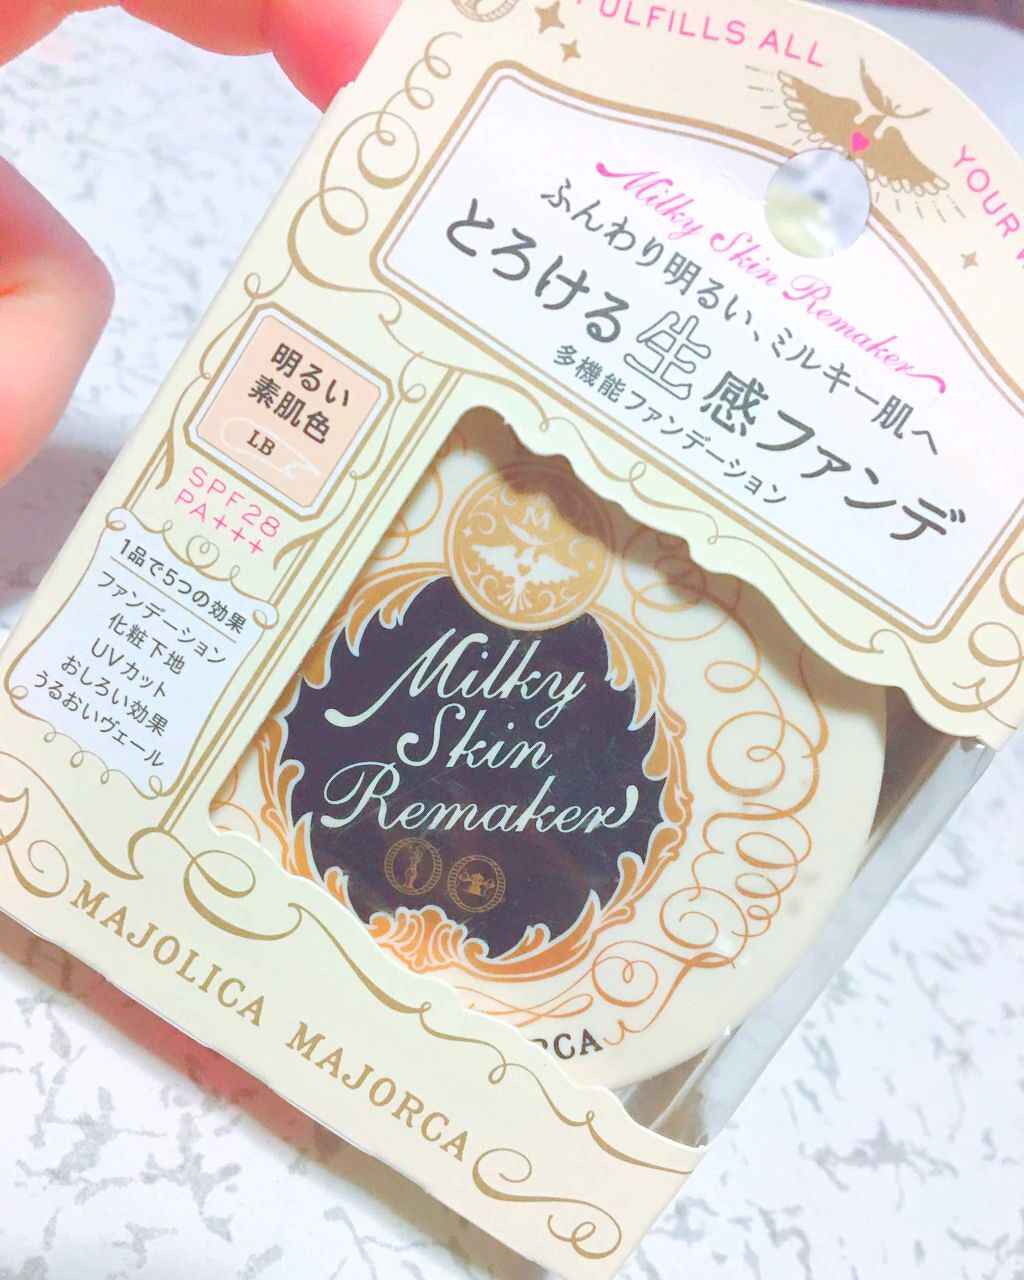 FULFILLS ALL
YOUR
Milky Skin Remaker
ふんわり明るい、ミルキー肌へ
とろける生感ファンデ
多機能ファンデーション
明るい
素肌色
LB
SPF28
PA+++
1品で5つの効果
ファンデーション
化粧下地
UVカット
おしろい効果
うるおいヴェール
M
Milky
Skin
Remaker
RCA
MAJOLICA MAJORCA